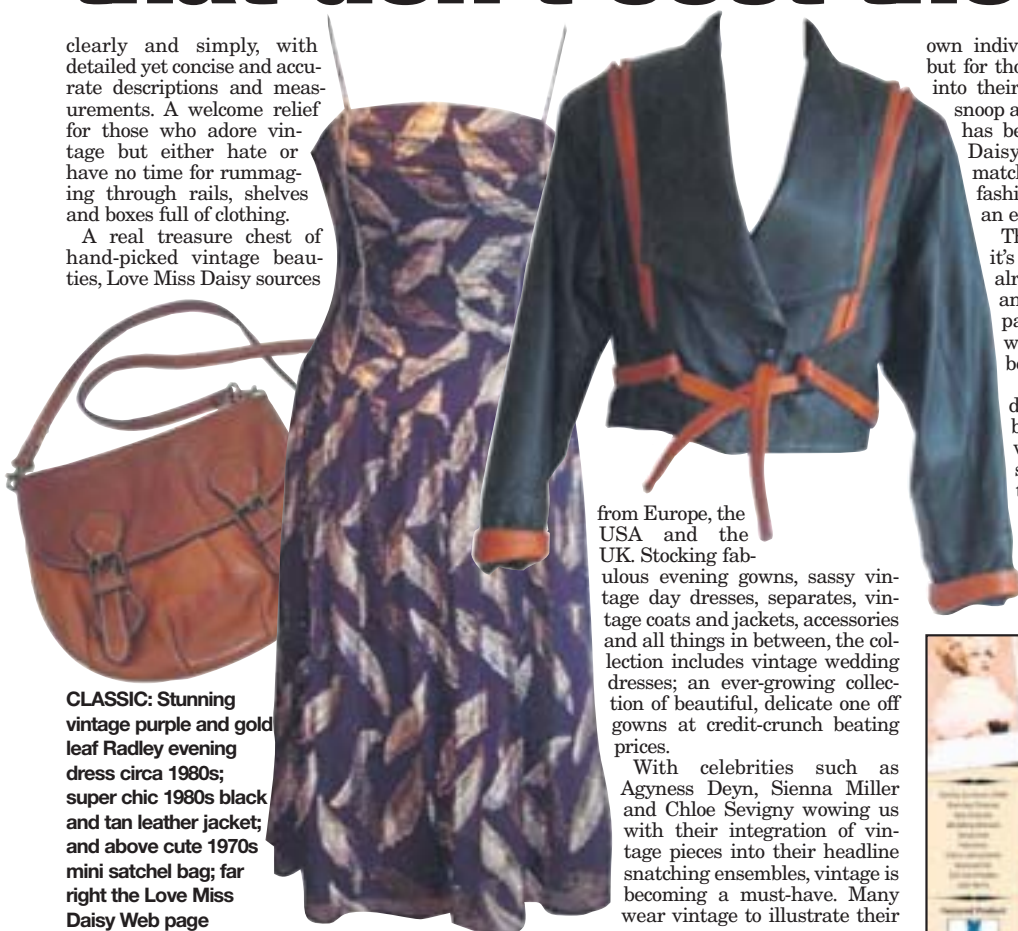 that don't cost the
clearly and simply, with
detailed yet concise and accu-
rate descriptions and meas-
urements. A welcome relief
for those who adore vin-
tage but either hate or
have no time for rummag-
ing through rails, shelves
and boxes full of clothing.
A real treasure chest of
hand-picked vintage beau-
ties, Love Miss Daisy sources
CLASSIC: Stunning
vintage purple and gold
leaf Radley evening
dress circa 1980s;
super chic 1980s black
and tan leather jacket;
and above cute 1970s
mini satchel bag; far
right the Love Miss
Daisy Web page
from Europe, the
USA and the
UK. Stocking fab-
ulous evening gowns, sassy vin-
tage day dresses, separates, vin-
tage coats and jackets, accessories
and all things in between, the col-
lection includes vintage wedding
dresses; an ever-growing collec-
tion of beautiful, delicate one off
gowns at credit-crunch beating
prices.
With celebrities such as
Agyness Deyn, Sienna Miller
and Chloe Sevigny wowing us
with their integration of vin-
tage pieces into their headline
snatching ensembles, vintage is
becoming a must-have. Many
wear vintage to illustrate their
own indiv
but for tho
into their
snoop a
has be
Daisy
match
fashi
an e
Th
it's
alr
an
pa
w
be